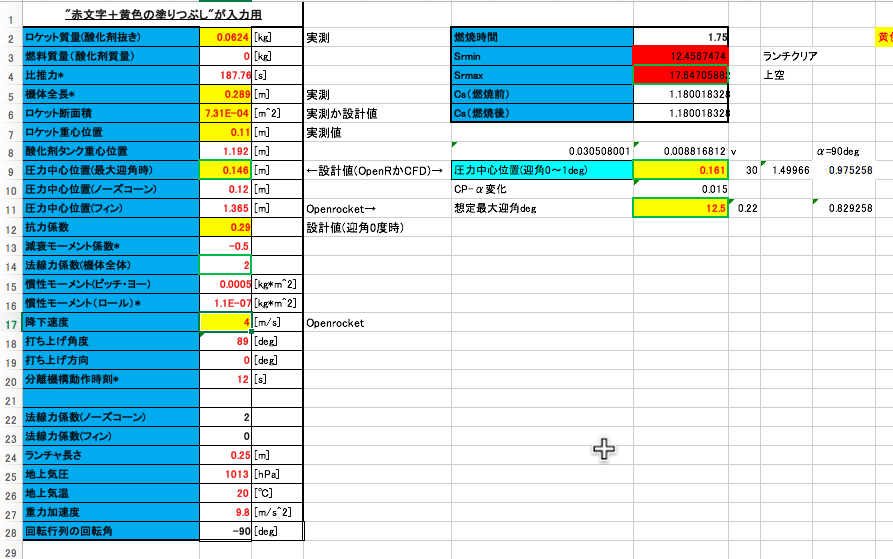 1 "赤文字＋黄色の塗りつぶし"が入力用
2 ロケット質量(酸化剤抜き) 0.0624 [kg] 実測 燃焼時間 1.75
3 燃料質量(酸化剤質量) 0 [kg] Srmin 12.4567474 ランチクリア
4 比推力* 187.76 [s] Srmax 17.6470588 上空
5 機体全長* 0.289 [m] 実測 Cs(燃焼前) 1.180018328
6 ロケット断面積 7.31E-04 [m^2] 実測か設計値 Cs(燃焼後) 1.180018328
7 ロケット重心位置 0.11 [m] 実測値
8 酸化剤タンク重心位置 1.192 [m] 0.030508001 0.008816812 v α=90deg
9 圧力中心位置(最大迎角時) 0.146 [m] ←設計値(OpenRかCFD)→ 圧力中心位置(迎角0～1deg) 0.161 30 1.49966 0.975258
10 圧力中心位置(ノーズコーン) 0.12 [m] CP-α変化 0.015
11 圧力中心位置(フィン) 1.365 [m] Openrocket→ 想定最大迎角deg 12.5 0.22 0.829258
12 抗力係数 0.29 設計値(迎角0度時)
13 減衰モーメント係数* -0.5
14 法線力係数(機体全体) 2
15 慣性モーメント(ピッチ・ヨー) 0.0005 [kg*m^2]
16 慣性モーメント(ロール)* 1.1E-07 [kg*m^2]
17 降下速度 4 [m/s] Openrocket
18 打ち上げ角度 89 [deg]
19 打ち上げ方向 0 [deg]
20 分離機構動作時刻* 12 [s]
21
22 法線力係数(ノーズコーン) 2
23 法線力係数(フィン) 0
24 ランチャ長さ 0.25 [m]
25 地上気圧 1013 [hPa]
26 地上気温 20 [℃]
27 重力加速度 9.8 [m/s^2]
28 回転行列の回転角 -90 [deg]
29